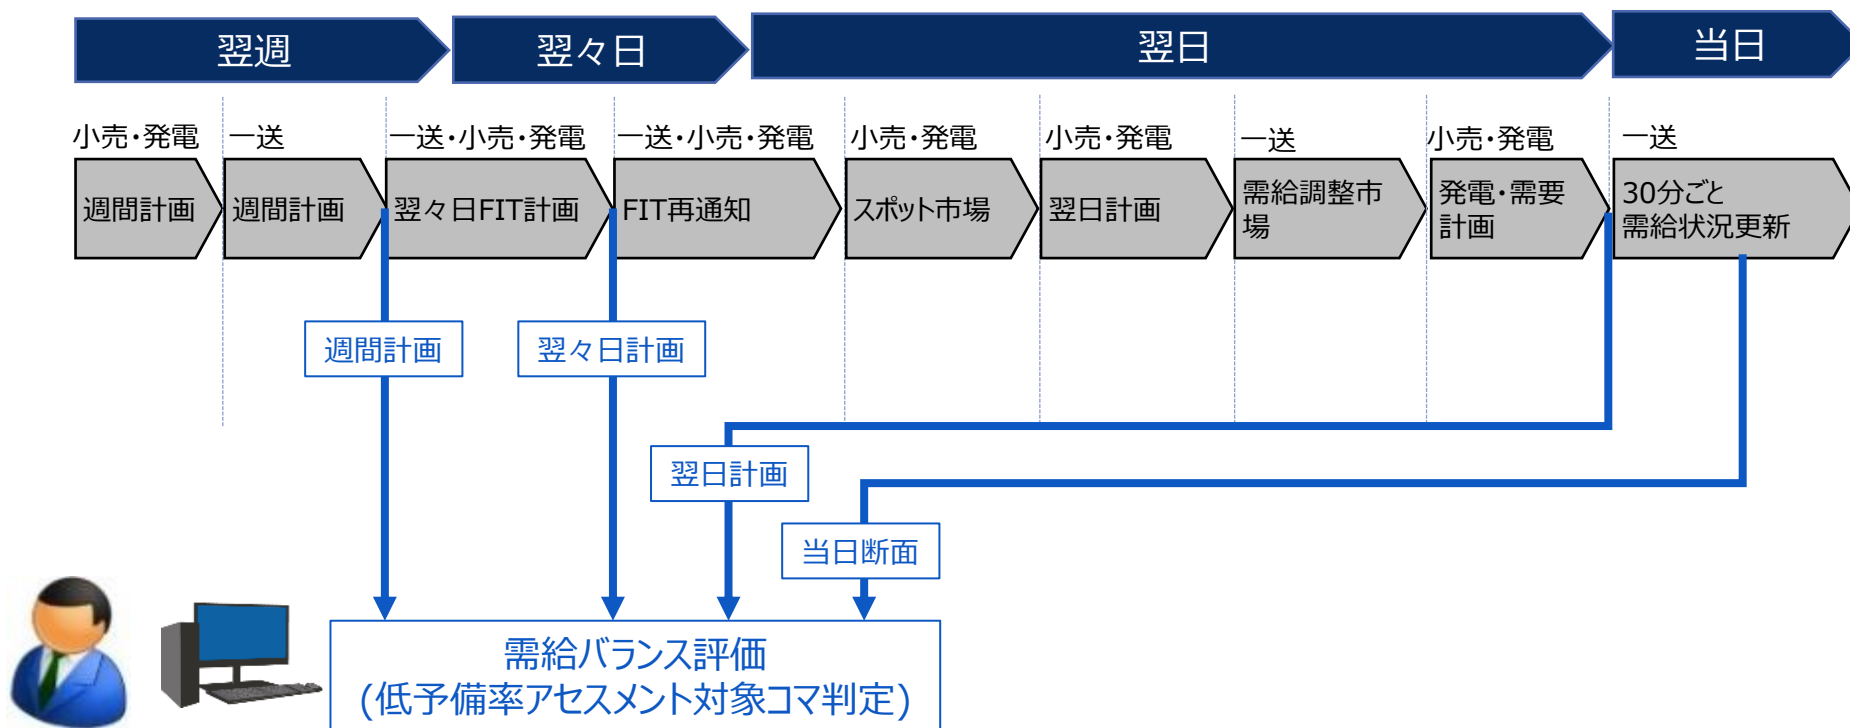 翌週
翌々日
翌日
当日
小売・発電
一送
一送・小売・発電
一送・小売・発電
小売・発電
小売・発電
一送
小売・発電
一送
週間計画
週間計画
翌々日FIT計画
FIT再通知
スポット市場
翌日計画
需給調整市
場
発電・需要
計画
30分ごと
需給状況更新
週間計画
翌々日計画
翌日計画
当日断面
需給バランス評価
(低予備率アセスメント対象コマ判定)